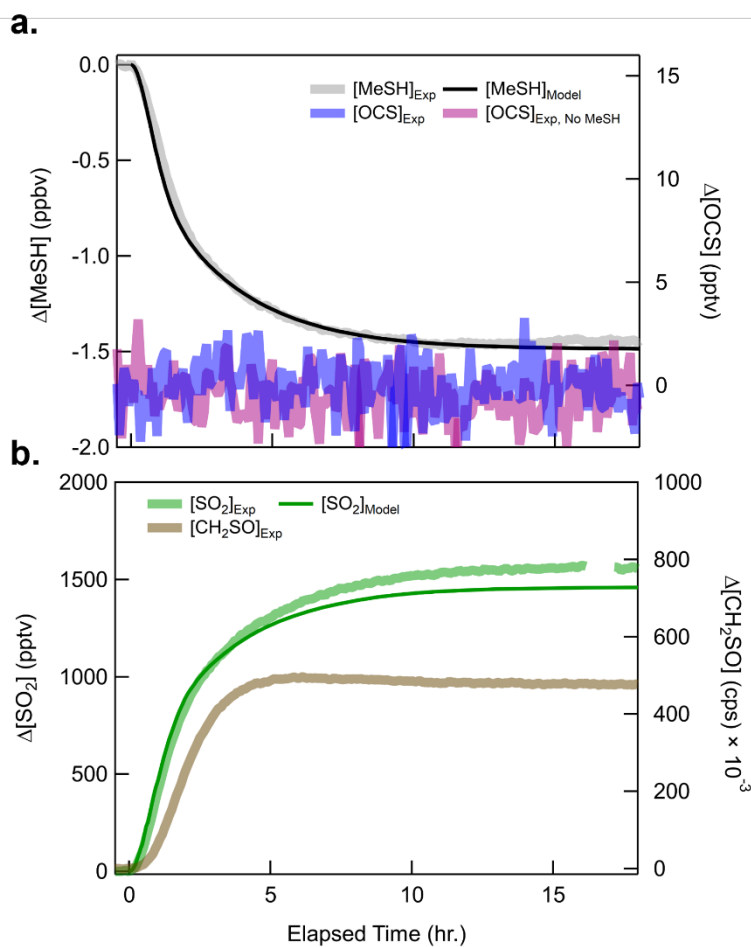 a.
[MeSH]Exp [MeSH]Model
[OCS]Exp [OCS]Exp, No MeSH
Δ[MeSH] (ppbv)
0.0
-0.5
-1.0
-1.5
-2.0
Δ[OCS] (pptv)
15
10
5
0
b.
[SO₂]Exp [SO₂]Model
[CH₂SO]Exp
Δ[SO₂] (pptv)
2000
1500
1000
500
0
Δ[CH₂SO] (cps) × 10⁻³
1000
800
600
400
200
0
0 5 10 15
Elapsed Time (hr.)